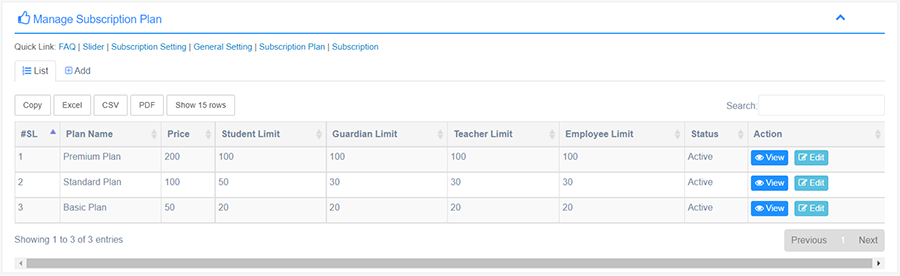 Manage Subscription Plan
Quick Link: FAQ | Slider | Subscription Setting | General Setting | Subscription Plan | Subscription
List Add
Copy Excel CSV PDF Show 15 rows Search:
#SL Plan Name Price Student Limit Guardian Limit Teacher Limit Employee Limit Status Action
1 Premium Plan 200 100 100 100 100 Active View Edit
2 Standard Plan 100 50 30 30 30 Active View Edit
3 Basic Plan 50 20 20 20 20 Active View Edit
Showing 1 to 3 of 3 entries Previous 1 Next